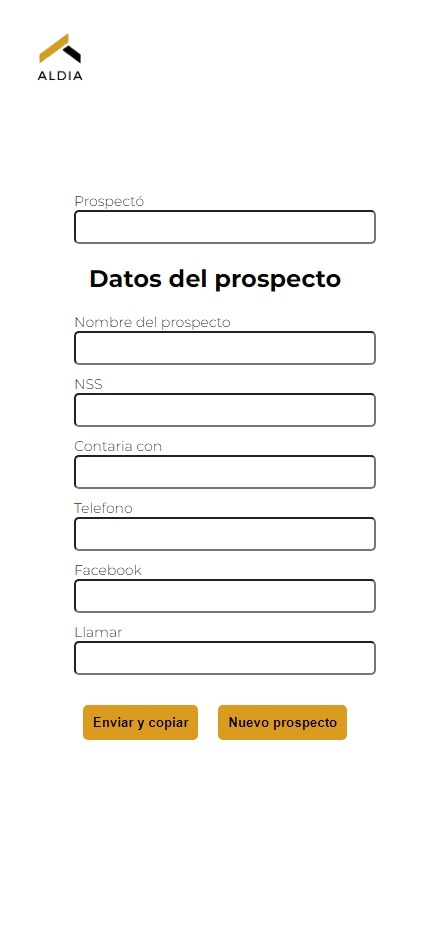 ALDIA
Prospectó
Datos del prospecto
Nombre del prospecto
NSS
Contaria con
Telefono
Facebook
Llamar
Enviar y copiar
Nuevo prospecto